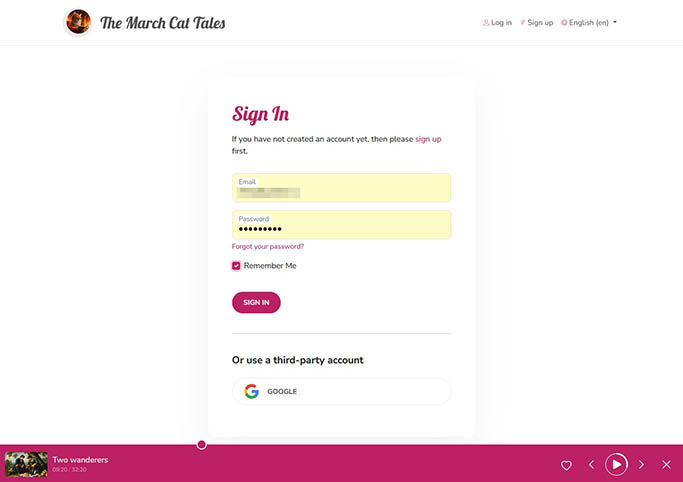 The March Cat Tales
Log in
Sign up
English (en)
Sign In
If you have not created an account yet, then please sign up
first.
Email
Password
Forgot your password?
Remember Me
SIGN IN
Or use a third-party account
GOOGLE
Two wanderers
09:20 / 32:20